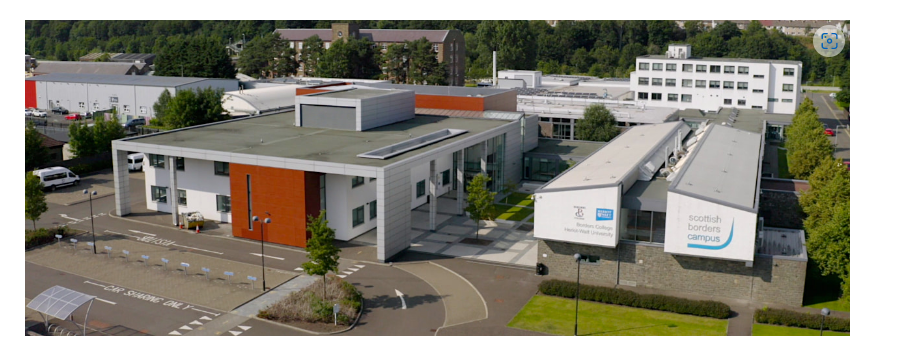 Borders College
Heriot-Watt University
scottish
borders
campus
CAR SHARING ONLY